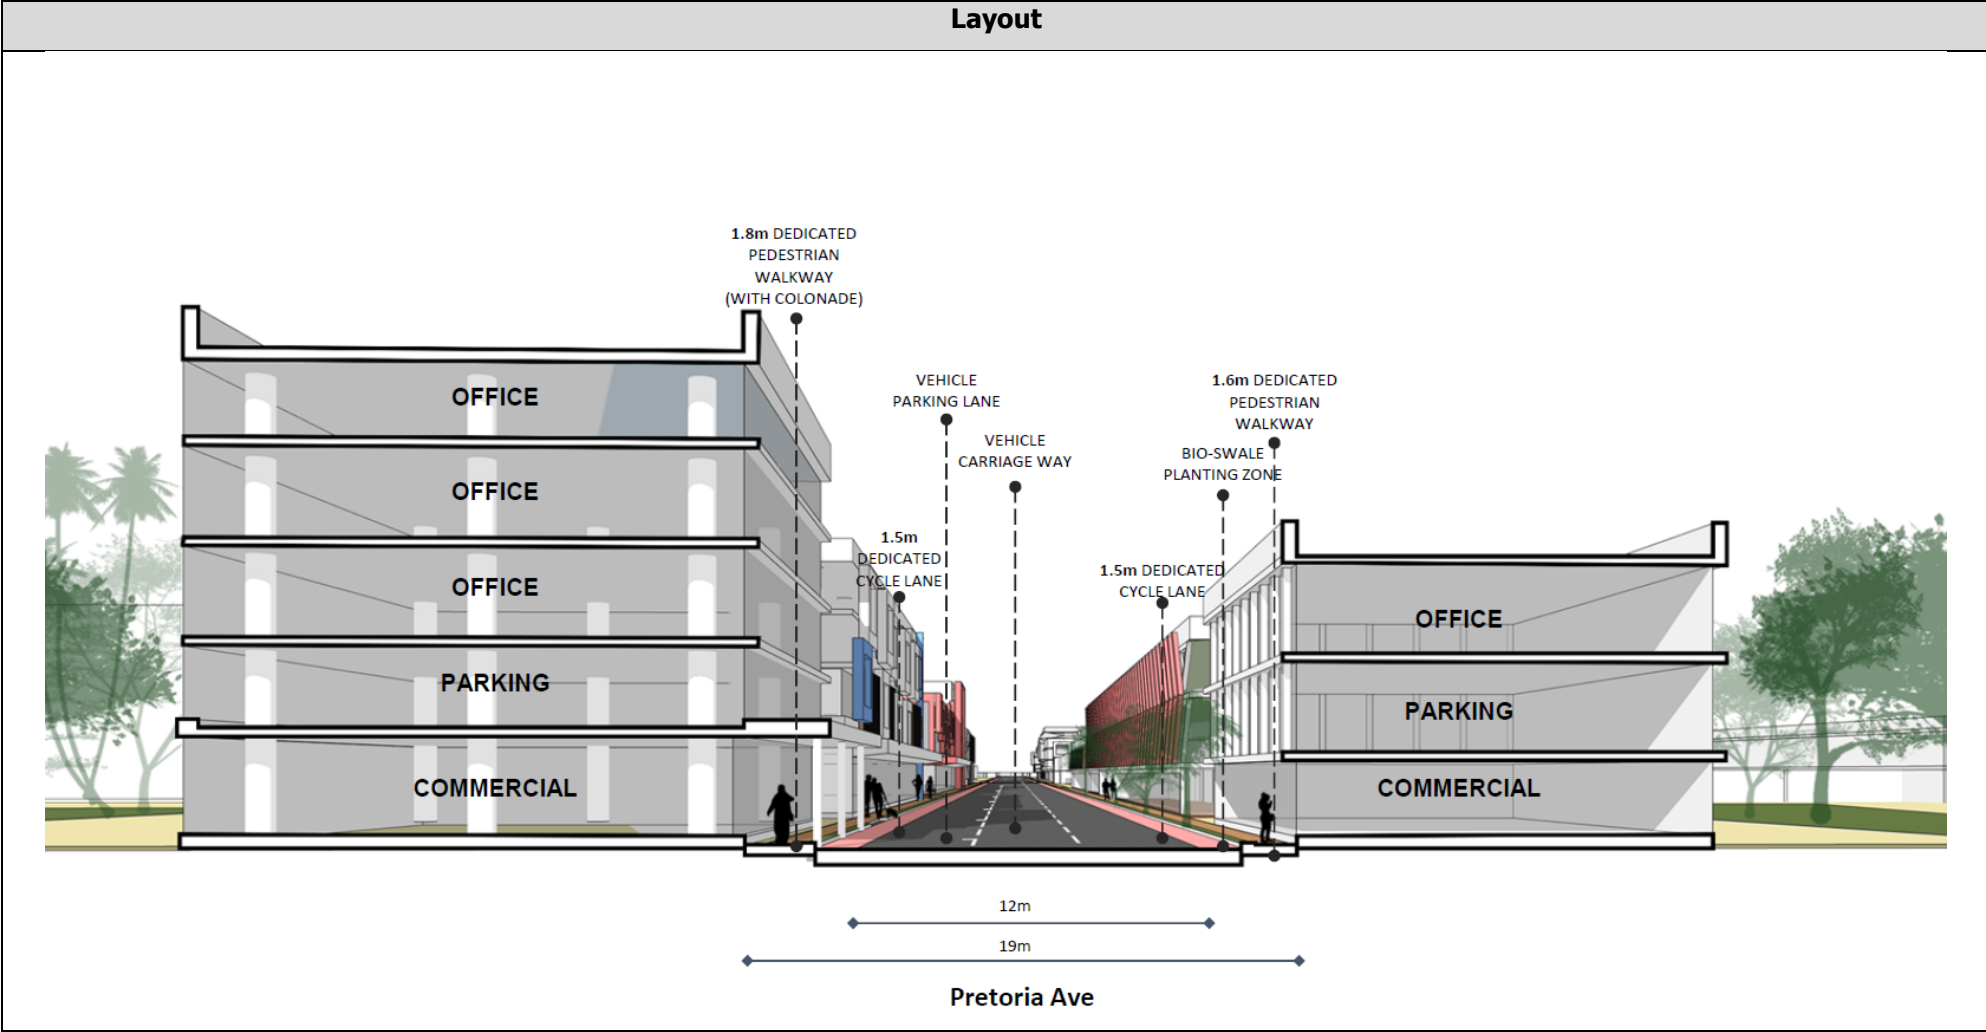 Layout
1.8m DEDICATED
PEDESTRIAN
WALKWAY
(WITH COLONADE)
VEHICLE
PARKING LANE
VEHICLE
CARRIAGE WAY
1.6m DEDICATED
PEDESTRIAN
WALKWAY
BIO-SWALE
PLANTING ZONE
1.5m
DEDICATED
CYCLE LANE
1.5m DEDICATED
CYCLE LANE
OFFICE
OFFICE
OFFICE
PARKING
COMMERCIAL
OFFICE
PARKING
COMMERCIAL
12m
19m
Pretoria Ave